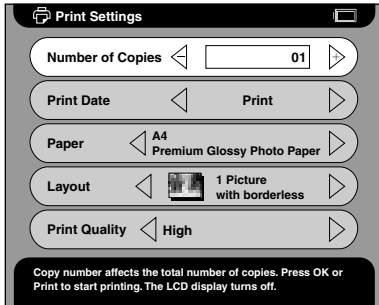 Print Settings
Number of Copies - 01 +
Print Date Print
Paper A4
Premium Glossy Photo Paper
Layout 1 Picture
with borderless
Print Quality High
Copy number affects the total number of copies. Press OK or
Print to start printing. The LCD display turns off.